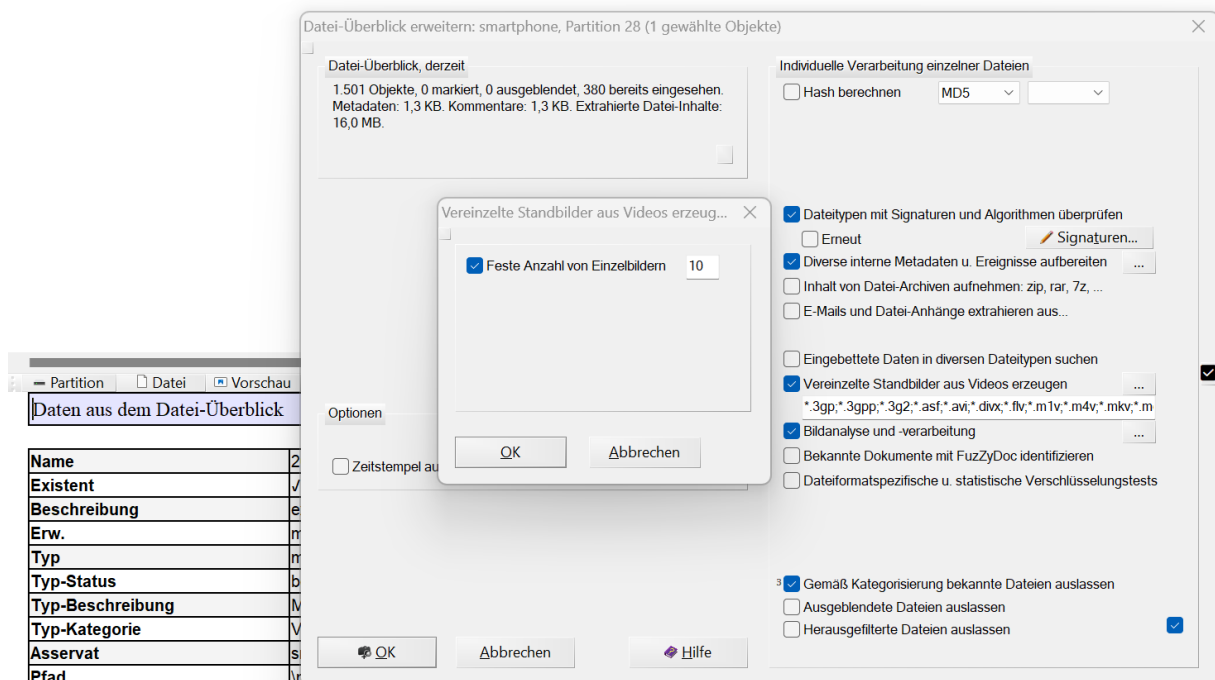 Datei-Überblick erweitern: smartphone, Partition 28 (1 gewählte Objekte)
Datei-Überblick, derzeit
1.501 Objekte, 0 markiert, 0 ausgeblendet, 380 bereits eingesehen.
Metadaten: 1,3 KB. Kommentare: 1,3 KB. Extrahierte Datei-Inhalte:
16,0 MB.
Individuelle Verarbeitung einzelner Dateien
Hash berechnen MD5
Vereinzelte Standbilder aus Videos erzeug...
Feste Anzahl von Einzelbildern 10
OK Abbrechen
Dateitypen mit Signaturen und Algorithmen überprüfen
Erneut Signaturen...
Diverse interne Metadaten u. Ereignisse aufbereiten ...
Inhalt von Datei-Archiven aufnehmen: zip, rar, 7z, ...
E-Mails und Datei-Anhänge extrahieren aus...
Eingebettete Daten in diversen Dateitypen suchen
Vereinzelte Standbilder aus Videos erzeugen ...
*.3gp;*.3gpp;*.3g2;*.asf;*.avi;*.divx;*.flv;*.m1v;*.m4v;*.mkv;*.m
Bildanalyse und -verarbeitung ...
Bekannte Dokumente mit FuzZyDoc identifizieren
Dateiformatspezifische u. statistische Verschlüsselungstests
3 Gemäß Kategorisierung bekannte Dateien auslassen
Ausgeblendete Dateien auslassen
Herausgefilterte Dateien auslassen
Optionen
Zeitstempel au
OK Abbrechen Hilfe
Partition Datei Vorschau
Daten aus dem Datei-Überblick
Name 2
Existent √
Beschreibung e
Erw. m
Typ m
Typ-Status b
Typ-Beschreibung M
Typ-Kategorie V
Asservat s
Pfad